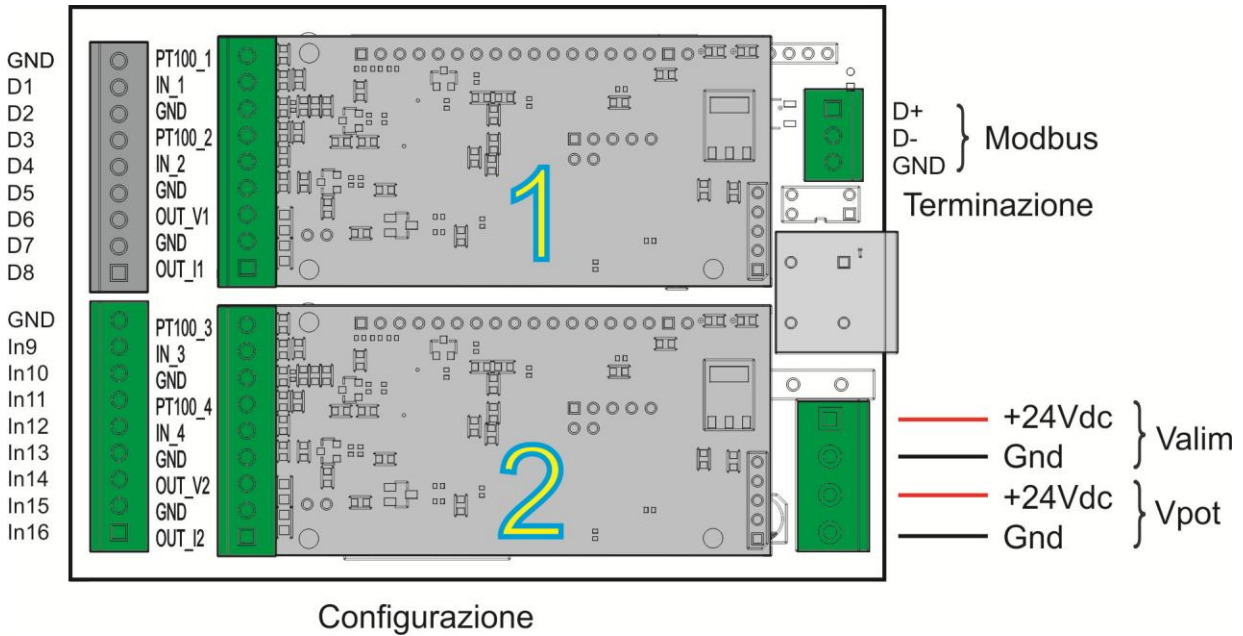 GND
D1
D2
D3
D4
D5
D6
D7
D8
PT100_1
IN_1
GND
PT100_2
IN_2
GND
OUT_V1
GND
OUT_I1
1
D+
D-
GND
Modbus
Terminazione
GND
In9
In10
In11
In12
In13
In14
In15
In16
PT100_3
IN_3
GND
PT100_4
IN_4
GND
OUT_V2
GND
OUT_I2
2
+24Vdc
Gnd
Valim
+24Vdc
Gnd
Vpot
Configurazione